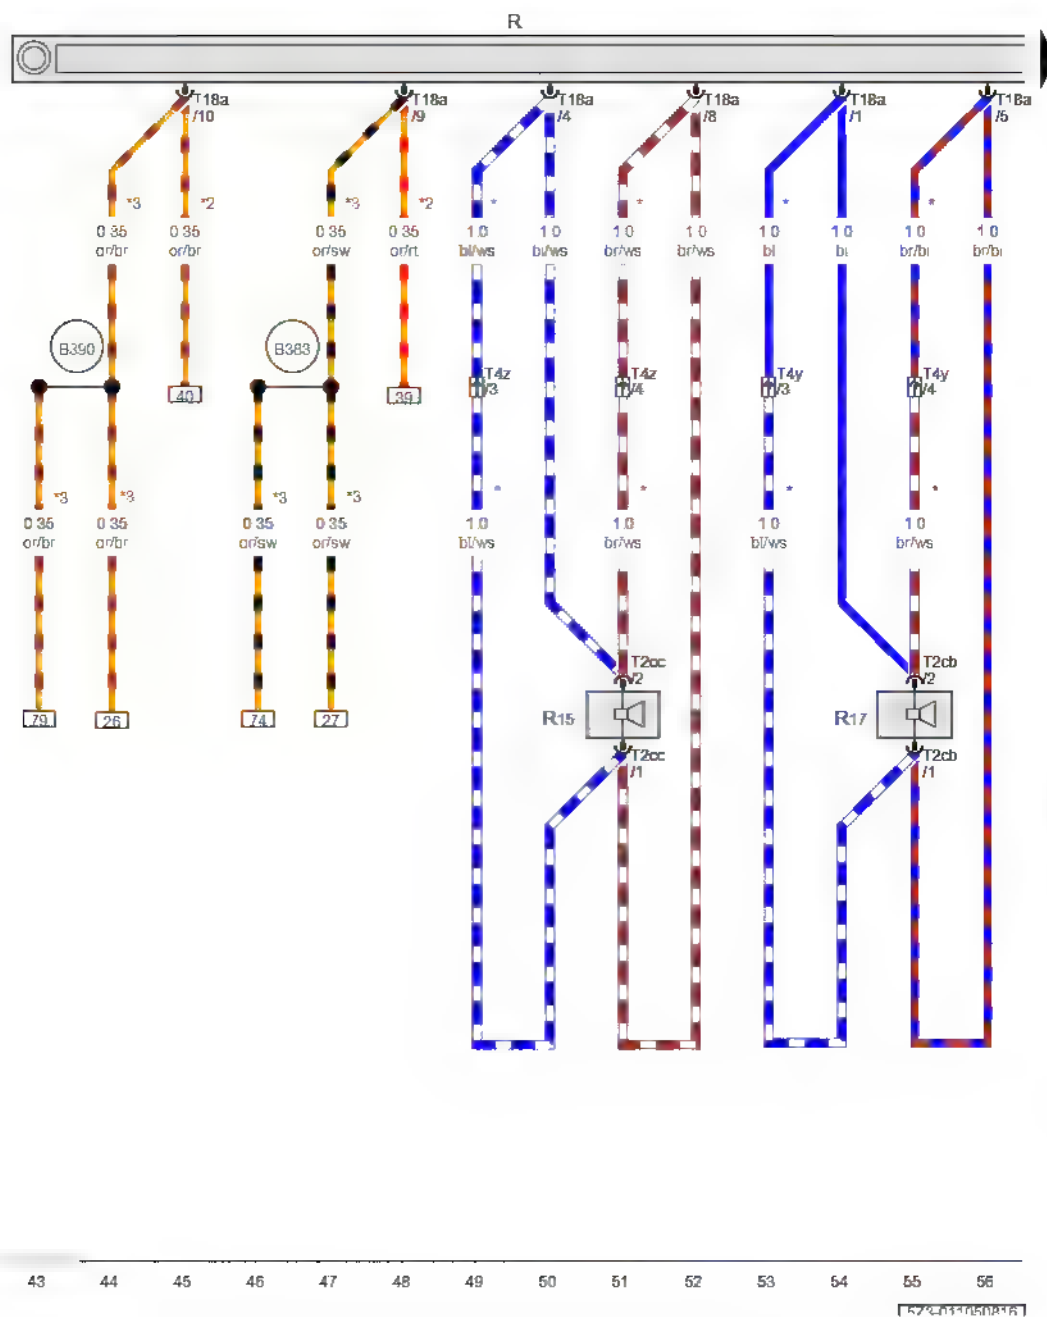 R
T18a
/10
T18a
/9
T18a
/4
T18a
/8
T18a
/1
T18a
/5
*3
*2
*3
*2
*
*
*
*
0.35
or/br
0.35
or/br
0.35
or/sw
0.35
or/rt
1.0
bl/ws
1.0
bl/ws
1.0
br/ws
1.0
br/ws
1.0
bl
1.0
bl
1.0
br/bl
1.0
br/bl
B390
B383
40
39
T4z
/3
T4z
/4
T4y
/3
T4y
/4
*3
*3
*3
*3
*
*
*
*
0.35
or/br
0.35
or/br
0.35
or/sw
0.35
or/sw
1.0
bl/ws
1.0
br/ws
1.0
bl/ws
1.0
br/ws
79
26
74
27
T2cc
/2
R15
T2cc
/1
T2cb
/2
R17
T2cb
/1
43 44 45 46 47 48 49 50 51 52 53 54 55 56
573-011050816